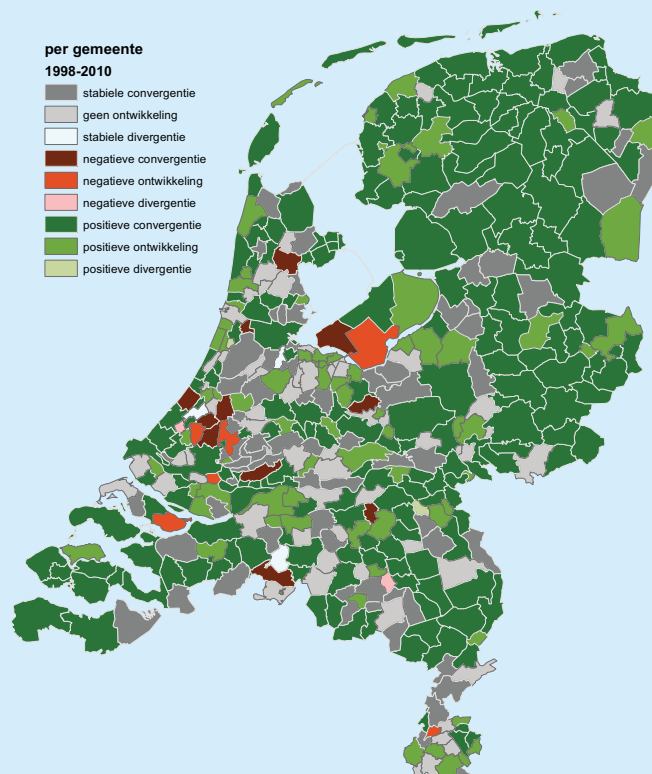 per gemeente
1998-2010
stabiele convergentie
geen ontwikkeling
stabiele divergentie
negatieve convergentie
negatieve ontwikkeling
negatieve divergentie
positieve convergentie
positieve ontwikkeling
positieve divergentie